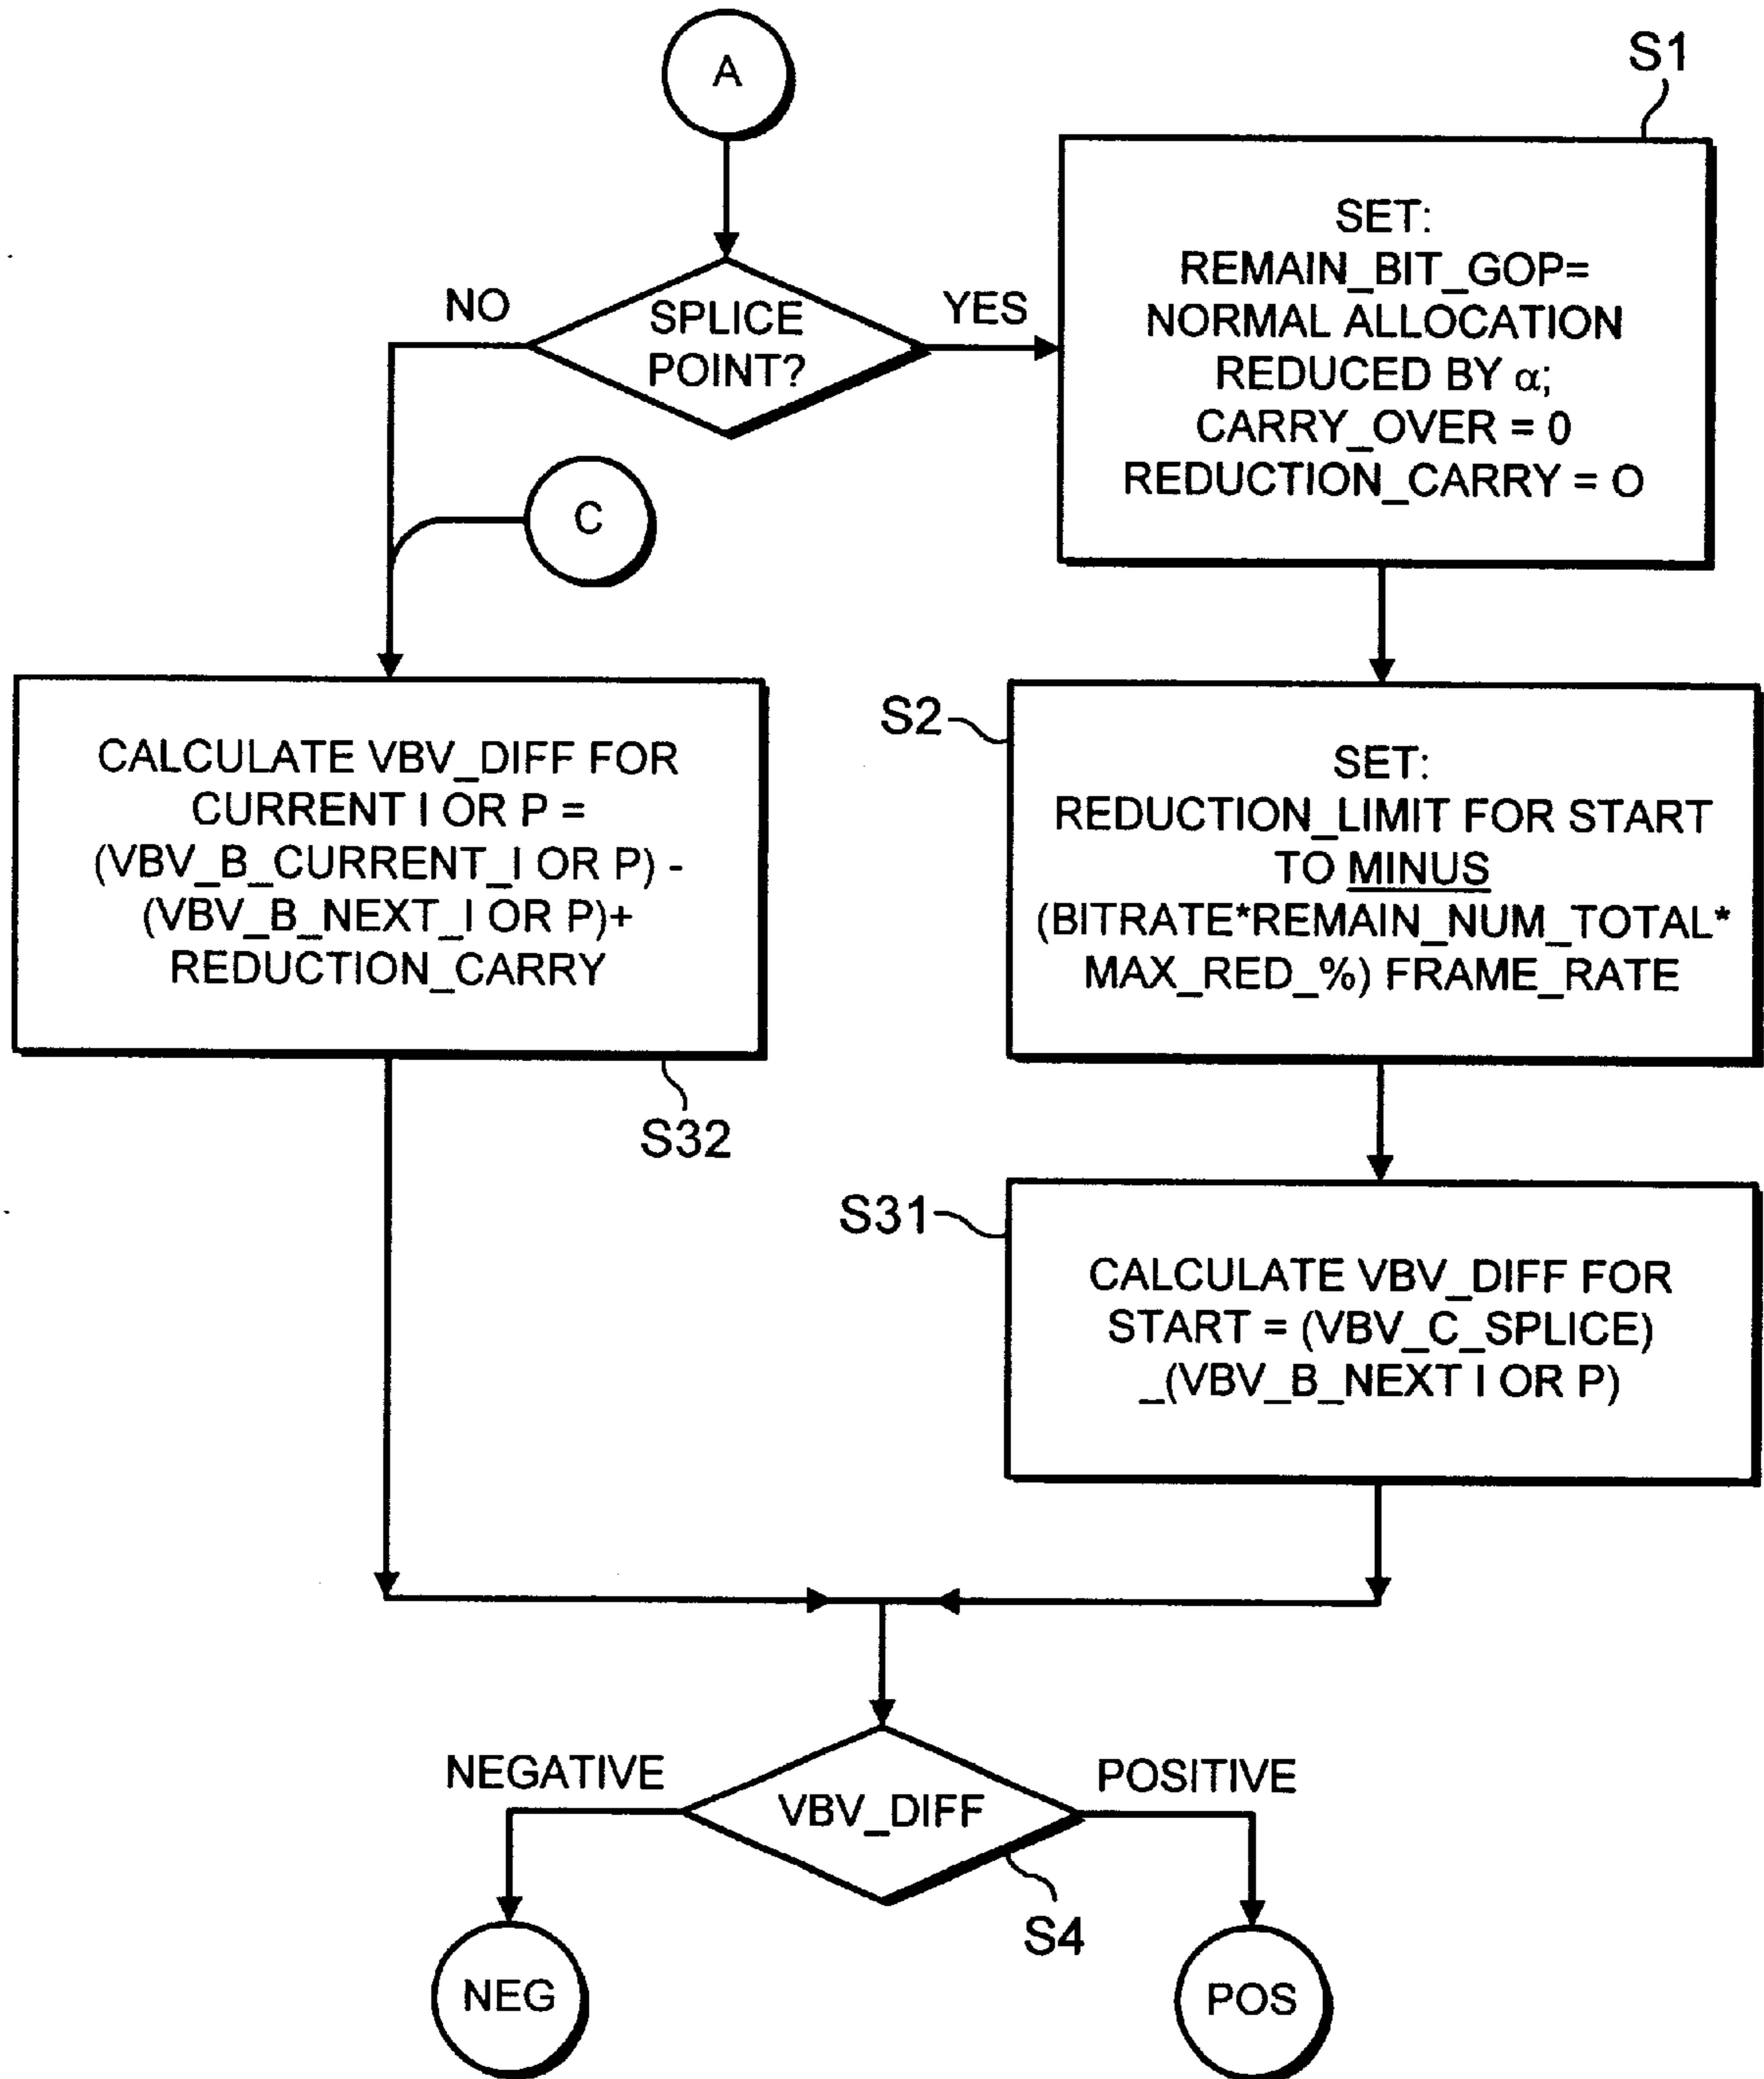 A
S1
SET:
REMAIN_BIT_GOP=
NORMAL ALLOCATION
REDUCED BY α;
CARRY_OVER = 0
REDUCTION_CARRY = O
NO
SPLICE
POINT?
YES
C
S2
SET:
REDUCTION_LIMIT FOR START
TO MINUS
(BITRATE*REMAIN_NUM_TOTAL*
MAX_RED_%) FRAME_RATE
CALCULATE VBV_DIFF FOR
CURRENT I OR P =
(VBV_B_CURRENT_I OR P) -
(VBV_B_NEXT_I OR P)+
REDUCTION_CARRY
S32
S31
CALCULATE VBV_DIFF FOR
START = (VBV_C_SPLICE)
_(VBV_B_NEXT I OR P)
NEGATIVE
VBV_DIFF
POSITIVE
S4
NEG
POS